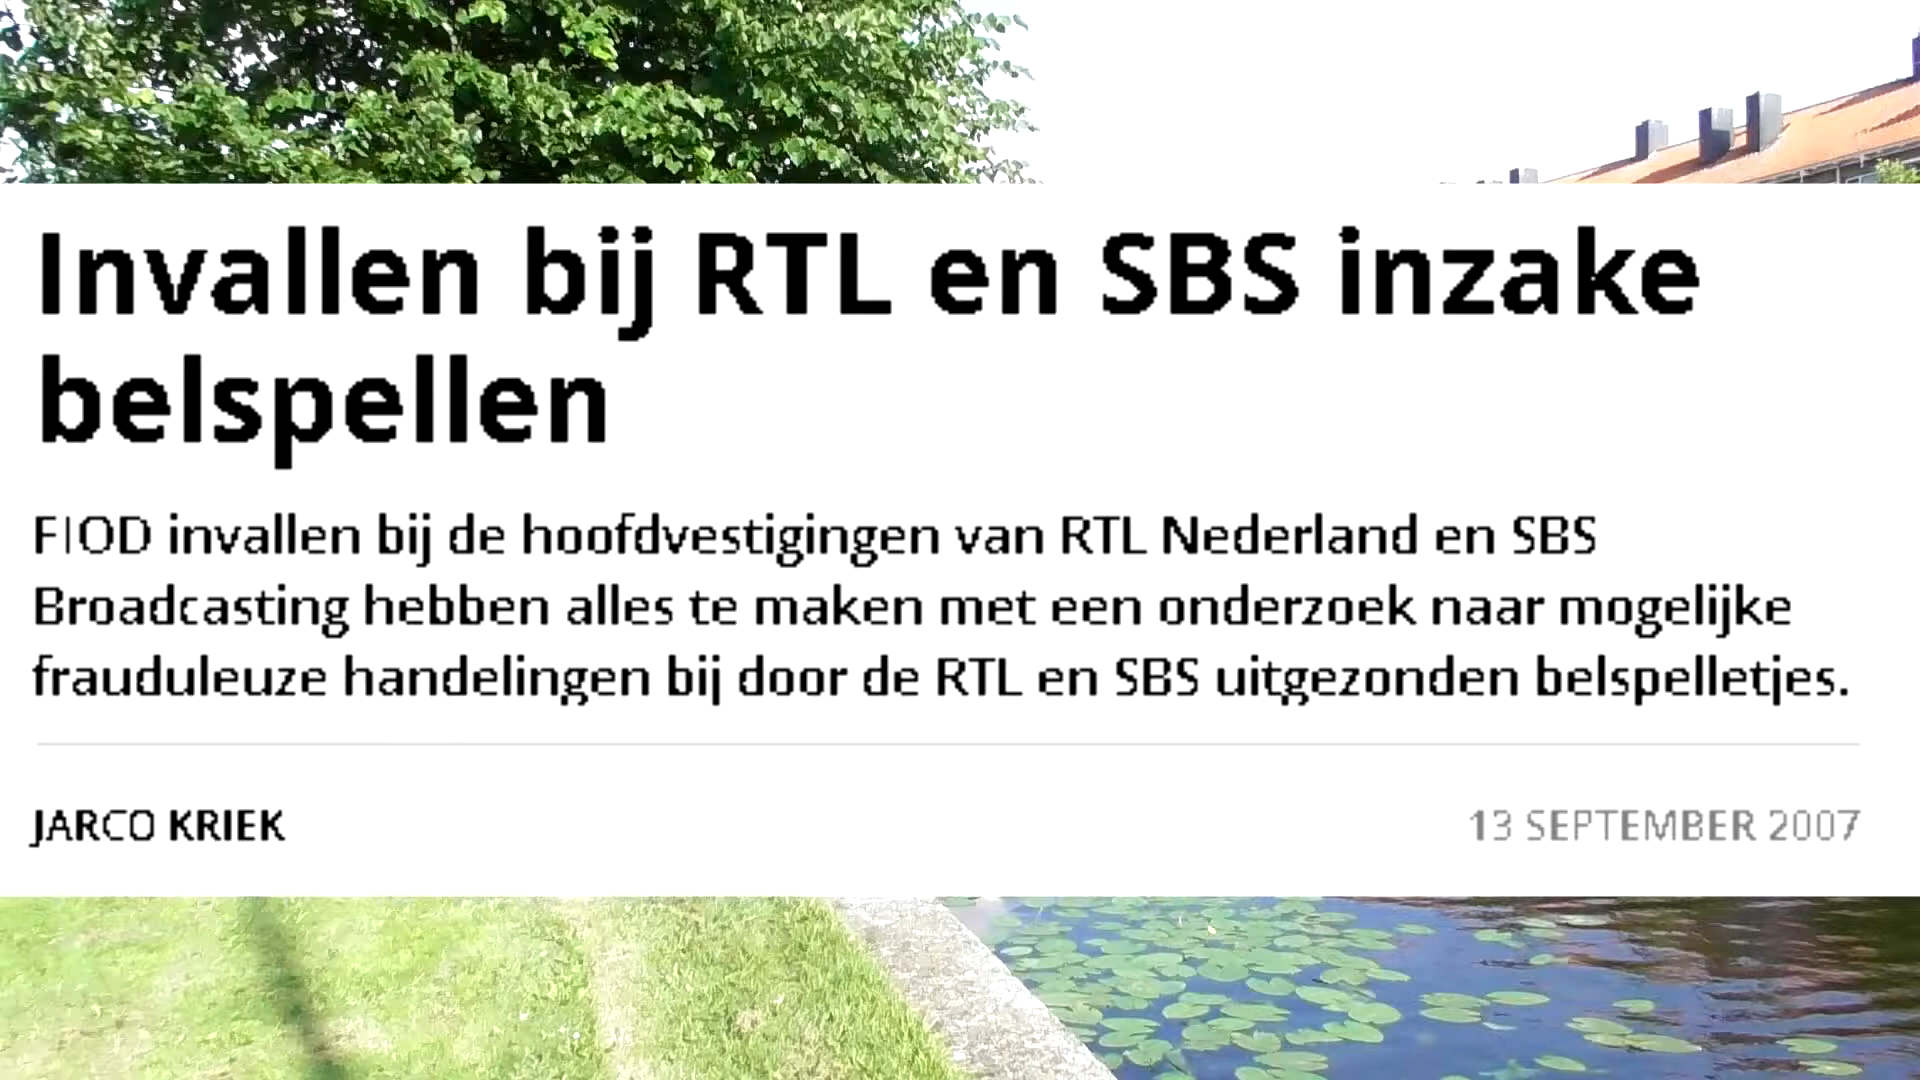 Invallen bij RTL en SBS inzake
belspellen
FIOD invallen bij de hoofdvestigingen van RTL Nederland en SBS
Broadcasting hebben alles te maken met een onderzoek naar mogelijke
frauduleuze handelingen bij door de RTL en SBS uitgezonden belspelletjes.
JARCO KRIEK
13 SEPTEMBER 2007